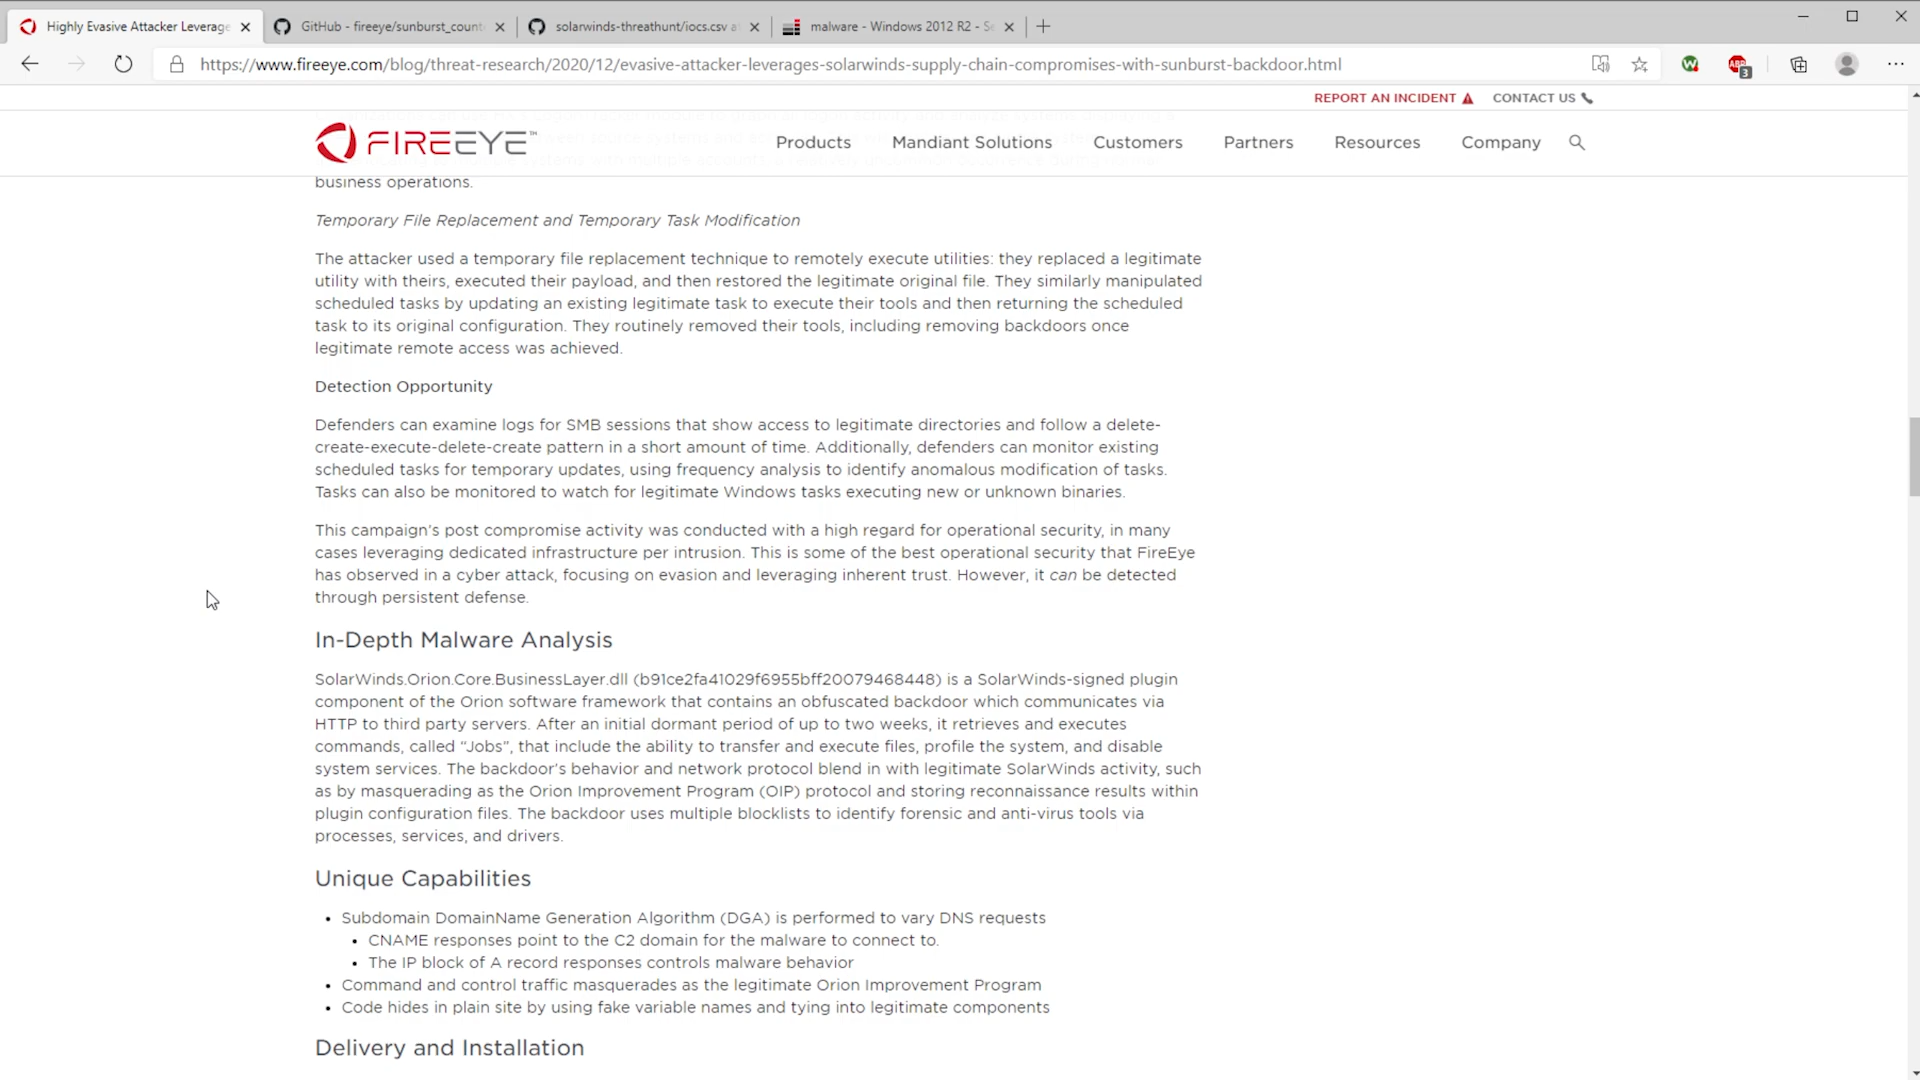 Highly Evasive Attacker Leverage
GitHub - fireeye/sunburst_count
solarwinds-threathunt/iocs.csv a
malware - Windows 2012 R2 - S
https://www.fireeye.com/blog/threat-research/2020/12/evasive-attacker-leverages-solarwinds-supply-chain-compromises-with-sunburst-backdoor.html
ABP
3
REPORT AN INCIDENT
CONTACT US
FIREEYE™
Products
Mandiant Solutions
Customers
Partners
Resources
Company
business operations.
Temporary File Replacement and Temporary Task Modification
The attacker used a temporary file replacement technique to remotely execute utilities: they replaced a legitimate
utility with theirs, executed their payload, and then restored the legitimate original file. They similarly manipulated
scheduled tasks by updating an existing legitimate task to execute their tools and then returning the scheduled
task to its original configuration. They routinely removed their tools, including removing backdoors once
legitimate remote access was achieved.
Detection Opportunity
Defenders can examine logs for SMB sessions that show access to legitimate directories and follow a delete-
create-execute-delete-create pattern in a short amount of time. Additionally, defenders can monitor existing
scheduled tasks for temporary updates, using frequency analysis to identify anomalous modification of tasks.
Tasks can also be monitored to watch for legitimate Windows tasks executing new or unknown binaries.
This campaign's post compromise activity was conducted with a high regard for operational security, in many
cases leveraging dedicated infrastructure per intrusion. This is some of the best operational security that FireEye
has observed in a cyber attack, focusing on evasion and leveraging inherent trust. However, it can be detected
through persistent defense.
In-Depth Malware Analysis
SolarWinds.Orion.Core.BusinessLayer.dll (b91ce2fa41029f6955bff20079468448) is a SolarWinds-signed plugin
component of the Orion software framework that contains an obfuscated backdoor which communicates via
HTTP to third party servers. After an initial dormant period of up to two weeks, it retrieves and executes
commands, called “Jobs”, that include the ability to transfer and execute files, profile the system, and disable
system services. The backdoor's behavior and network protocol blend in with legitimate SolarWinds activity, such
as by masquerading as the Orion Improvement Program (OIP) protocol and storing reconnaissance results within
plugin configuration files. The backdoor uses multiple blocklists to identify forensic and anti-virus tools via
processes, services, and drivers.
Unique Capabilities
• Subdomain DomainName Generation Algorithm (DGA) is performed to vary DNS requests
• CNAME responses point to the C2 domain for the malware to connect to.
• The IP block of A record responses controls malware behavior
• Command and control traffic masquerades as the legitimate Orion Improvement Program
• Code hides in plain site by using fake variable names and tying into legitimate components
Delivery and Installation